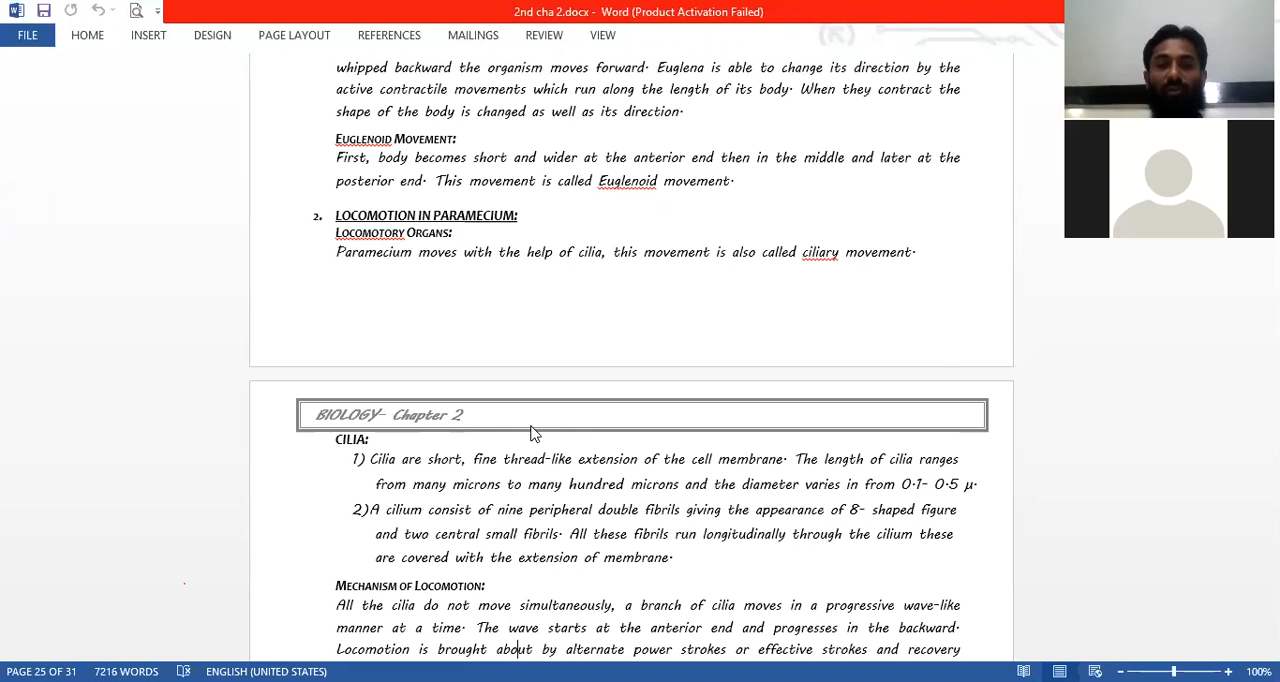 2nd cha 2.docx - Word (Product Activation Failed)
FILE HOME INSERT DESIGN PAGE LAYOUT REFERENCES MAILINGS REVIEW VIEW
whipped backward the organism moves forward. Euglena is able to change its direction by the
active contractile movements which run along the length of its body. When they contract the
shape of the body is changed as well as its direction.
EUGLENOID MOVEMENT:
First, body becomes short and wider at the anterior end then in the middle and later at the
posterior end. This movement is called Euglenoid movement.
2. LOCOMOTION IN PARAMECIUM:
LOCOMOTORY ORGANS:
Paramecium moves with the help of cilia, this movement is also called ciliary movement.
BIOLOGY- Chapter 2
CILIA:
1) Cilia are short, fine thread-like extension of the cell membrane. The length of cilia ranges
from many microns to many hundred microns and the diameter varies in from 0.1- 0.5 µ.
2)A cilium consist of nine peripheral double fibrils giving the appearance of 8- shaped figure
and two central small fibrils. All these fibrils run longitudinally through the cilium these
are covered with the extension of membrane.
MECHANISM OF LOCOMOTION:
All the cilia do not move simultaneously, a branch of cilia moves in a progressive wave-like
manner at a time. The wave starts at the anterior end and progresses in the backward.
Locomotion is brought about by alternate power strokes or effective strokes and recovery
PAGE 25 OF 31 7216 WORDS ENGLISH (UNITED STATES) 100%